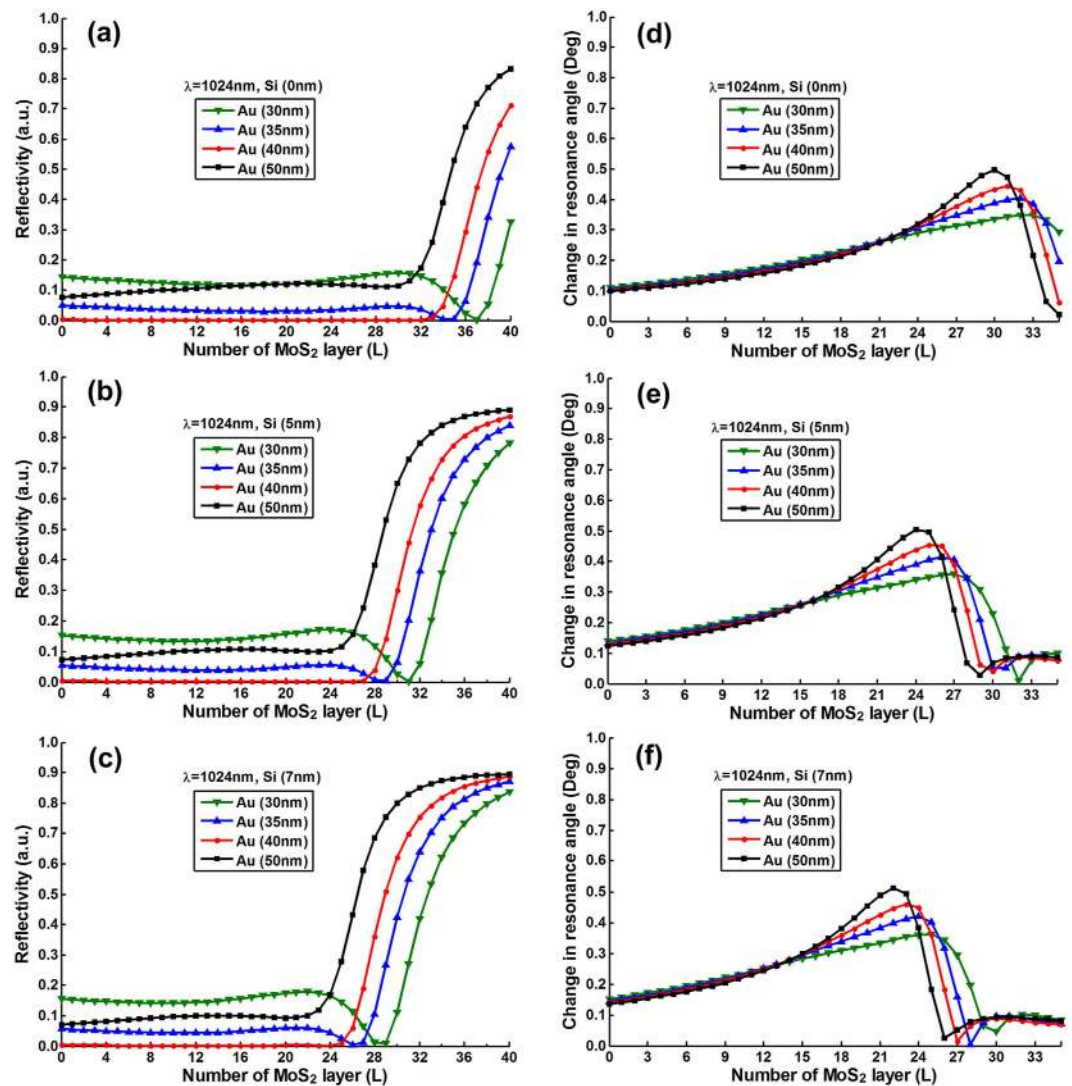 (a)
λ=1024nm, Si (0nm)
Au (30nm)
Au (35nm)
Au (40nm)
Au (50nm)
Reflectivity (a.u.)
1.0
0.9
0.8
0.7
0.6
0.5
0.4
0.3
0.2
0.1
0.0
0 4 8 12 16 20 24 28 32 36 40
Number of MoS2 layer (L)
(d)
λ=1024nm, Si (0nm)
Au (30nm)
Au (35nm)
Au (40nm)
Au (50nm)
Change in resonance angle (Deg)
1.0
0.9
0.8
0.7
0.6
0.5
0.4
0.3
0.2
0.1
0.0
0 3 6 9 12 15 18 21 24 27 30 33
Number of MoS2 layer (L)
(b)
λ=1024nm, Si (5nm)
Au (30nm)
Au (35nm)
Au (40nm)
Au (50nm)
Reflectivity (a.u.)
1.0
0.9
0.8
0.7
0.6
0.5
0.4
0.3
0.2
0.1
0.0
0 4 8 12 16 20 24 28 32 36 40
Number of MoS2 layer (L)
(e)
λ=1024nm, Si (5nm)
Au (30nm)
Au (35nm)
Au (40nm)
Au (50nm)
Change in resonance angle (Deg)
1.0
0.9
0.8
0.7
0.6
0.5
0.4
0.3
0.2
0.1
0.0
0 3 6 9 12 15 18 21 24 27 30 33
Number of MoS2 layer (L)
(c)
λ=1024nm, Si (7nm)
Au (30nm)
Au (35nm)
Au (40nm)
Au (50nm)
Reflectivity (a.u.)
1.0
0.9
0.8
0.7
0.6
0.5
0.4
0.3
0.2
0.1
0.0
0 4 8 12 16 20 24 28 32 36 40
Number of MoS2 layer (L)
(f)
λ=1024nm, Si (7nm)
Au (30nm)
Au (35nm)
Au (40nm)
Au (50nm)
Change in resonance angle (Deg)
1.0
0.9
0.8
0.7
0.6
0.5
0.4
0.3
0.2
0.1
0.0
0 3 6 9 12 15 18 21 24 27 30 33
Number of MoS2 layer (L)